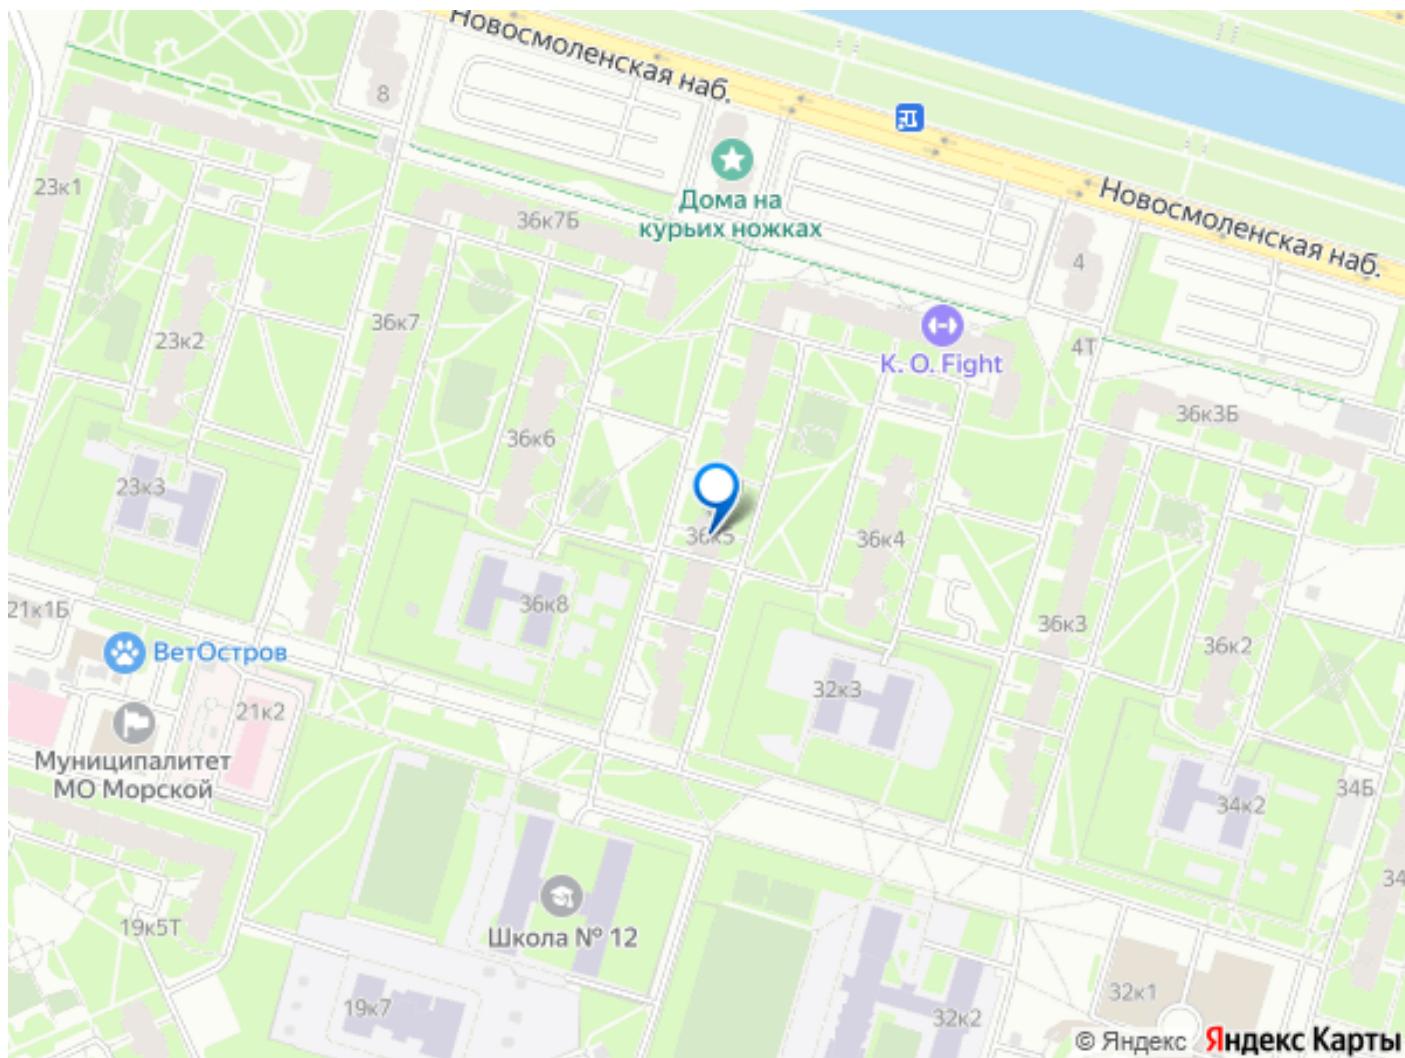 Новосмоленская наб.
8
Дома на
курьих ножках
Новосмоленская наб.
23к1
36к7Б
4
23к2
36к7
K. O. Fight
4Т
36к6
36к3Б
23к3
36к5
36к4
21к1Б
36к8
36к3
36к2
ВетОстров
32к3
21к2
Муниципалитет
МО Морской
34к2
34Б
34
19к5Т
Школа № 12
19к7
32к2
32к1
© Яндекс Яндекс Карты